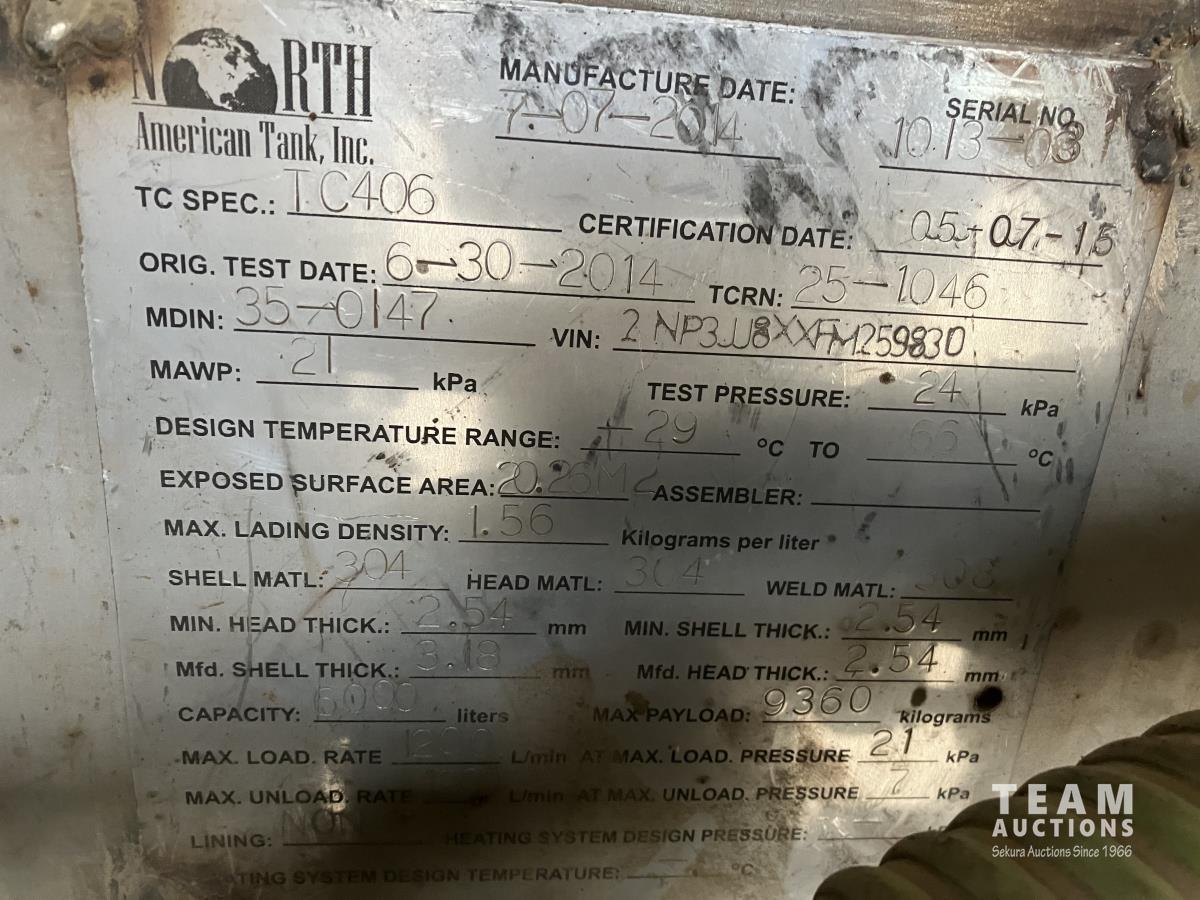 NORTH
American Tank, Inc.
MANUFACTURE DATE:
7-07-2014
SERIAL NO.
10.13-03
TC SPEC.: TC406
CERTIFICATION DATE: 05-07-15
ORIG. TEST DATE: 6-30-2014 TCRN: 25-1046
MDIN: 35-0147 VIN: 2NP3JJ8XXFM259830
MAWP: 21 kPa TEST PRESSURE: 24 kPa
DESIGN TEMPERATURE RANGE: -29 °C TO °C
EXPOSED SURFACE AREA: 20.26M2 ASSEMBLER:
MAX. LADING DENSITY: 1.56 Kilograms per liter
SHELL MATL: 304 HEAD MATL: 304 WELD MATL: 308
MIN. HEAD THICK.: 2.54 mm MIN. SHELL THICK.: 2.54 mm
Mfd. SHELL THICK.: 3.18 mm Mfd. HEAD THICK.: 2.54 mm
CAPACITY: 6000 liters MAX PAYLOAD: 9360 kilograms
MAX. LOAD. RATE L/min AT MAX. LOAD. PRESSURE 21 kPa
MAX. UNLOAD. RATE L/min AT MAX. UNLOAD. PRESSURE 7 kPa
LINING: HEATING SYSTEM DESIGN PRESSURE:
SYSTEM DESIGN TEMPERATURE: °C
TEAM
AUCTIONS
Sekura Auctions Since 1966